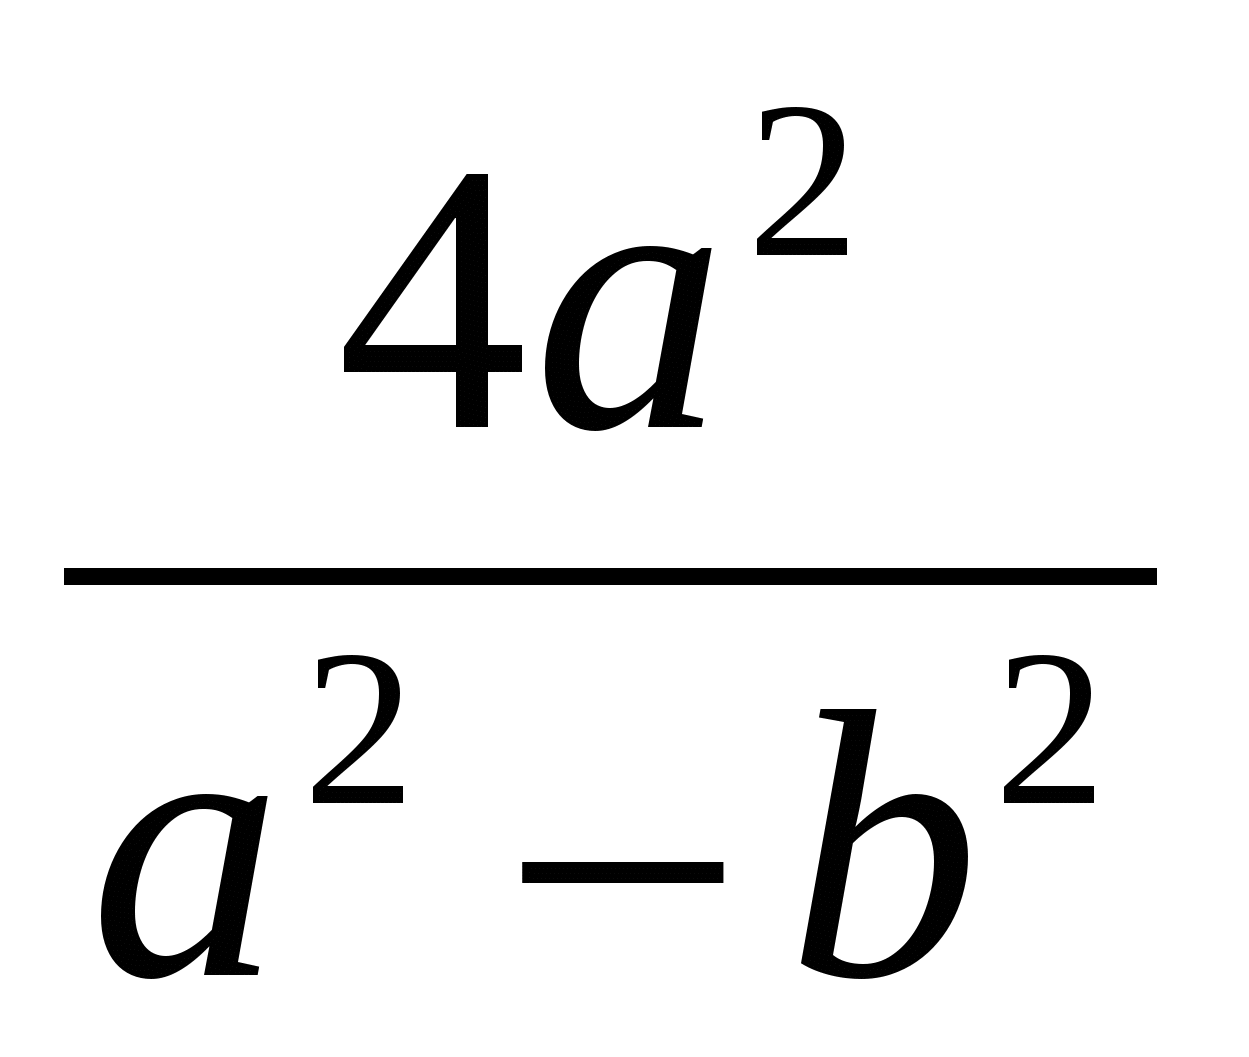 4a²
a² – b²